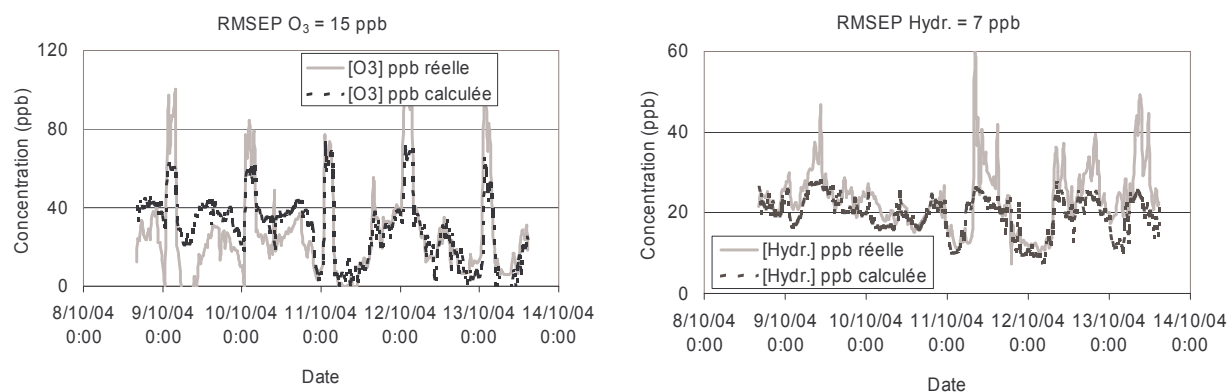 RMSEP O₃ = 15 ppb
Concentration (ppb)
120
80
40
0
[O3] ppb réelle
[O3] ppb calculée
8/10/04 9/10/04 10/10/04 11/10/04 12/10/04 13/10/04 14/10/04
0:00 0:00 0:00 0:00 0:00 0:00 0:00
Date
RMSEP Hydr. = 7 ppb
Concentration (ppb)
60
40
20
0
[Hydr.] ppb réelle
[Hydr.] ppb calculée
8/10/04 9/10/04 10/10/04 11/10/04 12/10/04 13/10/04 14/10/04
0:00 0:00 0:00 0:00 0:00 0:00 0:00
Date